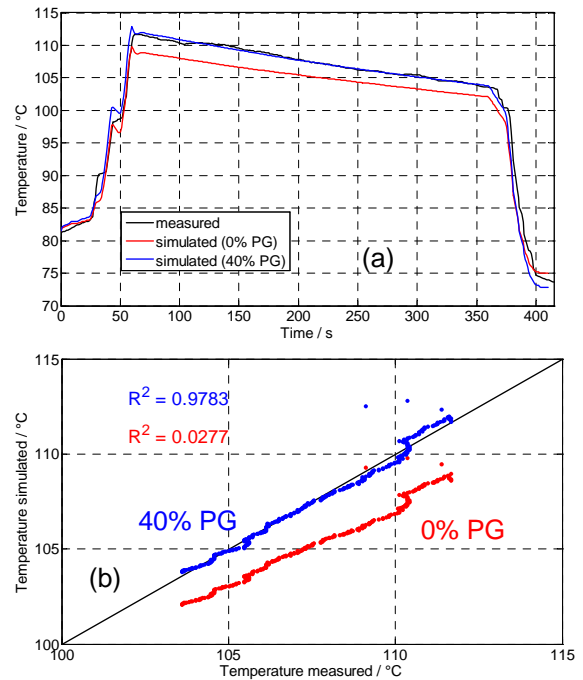 115
110
105
100
95
90
85
80
75
70
Temperature / °C
measured
simulated (0% PG)
simulated (40% PG)
(a)
0 50 100 150 200 250 300 350 400
Time / s
115
110
105
100
Temperature simulated / °C
R² = 0.9783
R² = 0.0277
40% PG
0% PG
(b)
100 105 110 115
Temperature measured / °C